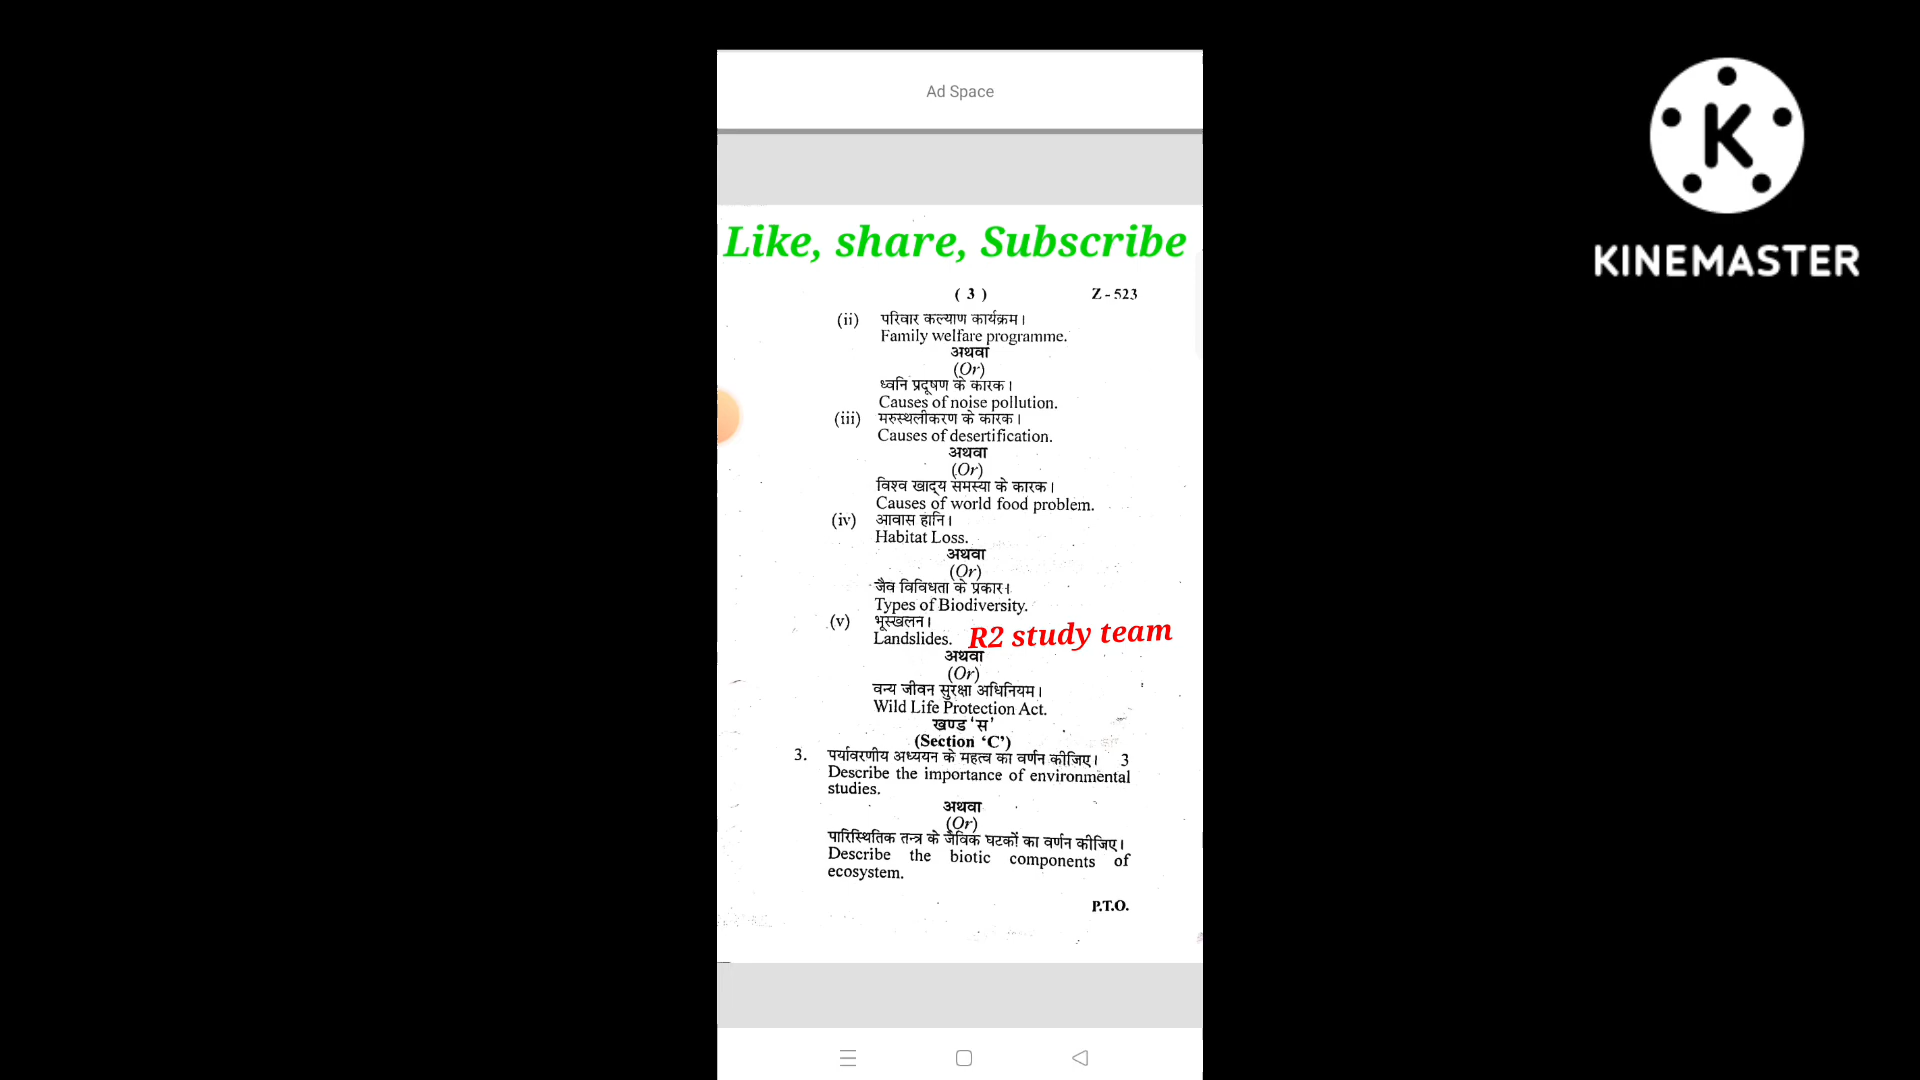 Ad Space
K
KINEMASTER
Like, share, Subscribe
( 3 ) Z - 523
(ii) परिवार कल्याण कार्यक्रम।
Family welfare programme.
अथवा
(Or)
ध्वनि प्रदूषण के कारक।
Causes of noise pollution.
(iii) मरुस्थलीकरण के कारक।
Causes of desertification.
अथवा
(Or)
विश्व खाद्य समस्या के कारक।
Causes of world food problem.
(iv) आवास हानि।
Habitat Loss.
अथवा
(Or)
जैव विविधता के प्रकार।
Types of Biodiversity.
(v) भूस्खलन।
Landslides. R2 study team
अथवा
(Or)
वन्य जीवन सुरक्षा अधिनियम।
Wild Life Protection Act.
खण्ड ‘स’
(Section ‘C’)
3. पर्यावरणीय अध्ययन के महत्व का वर्णन कीजिए। 3
Describe the importance of environmental
studies.
अथवा
(Or)
पारिस्थितिक तन्त्र के जैविक घटकों का वर्णन कीजिए।
Describe the biotic components of
ecosystem.
P.T.O.